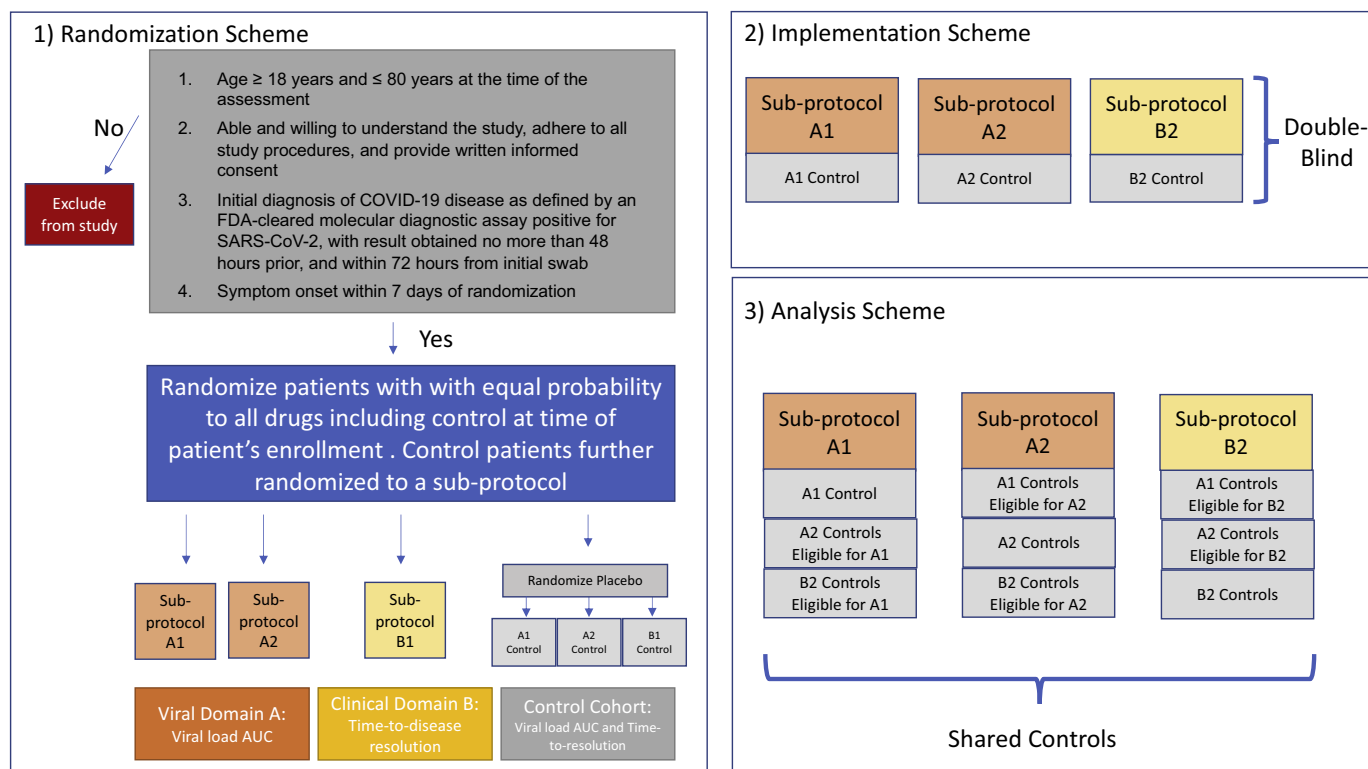 1) Randomization Scheme
1. Age ≥ 18 years and ≤ 80 years at the time of the
assessment
2. Able and willing to understand the study, adhere to all
study procedures, and provide written informed
consent
3. Initial diagnosis of COVID-19 disease as defined by an
FDA-cleared molecular diagnostic assay positive for
SARS-CoV-2, with result obtained no more than 48
hours prior, and within 72 hours from initial swab
4. Symptom onset within 7 days of randomization
No
Exclude
from study
Yes
Randomize patients with with equal probability
to all drugs including control at time of
patient's enrollment . Control patients further
randomized to a sub-protocol
Sub-
protocol
A1
Sub-
protocol
A2
Sub-
protocol
B1
Randomize Placebo
A1
Control
A2
Control
B1
Control
Viral Domain A:
Viral load AUC
Clinical Domain B:
Time-to-disease
resolution
Control Cohort:
Viral load AUC and Time-
to-resolution
2) Implementation Scheme
Sub-protocol
A1
A1 Control
Sub-protocol
A2
A2 Control
Sub-protocol
B2
B2 Control
Double-
Blind
3) Analysis Scheme
Sub-protocol
A1
A1 Control
A2 Controls
Eligible for A1
B2 Controls
Eligible for A1
Sub-protocol
A2
A1 Controls
Eligible for A2
A2 Controls
B2 Controls
Eligible for A2
Sub-protocol
B2
A1 Controls
Eligible for B2
A2 Controls
Eligible for B2
B2 Controls
Shared Controls